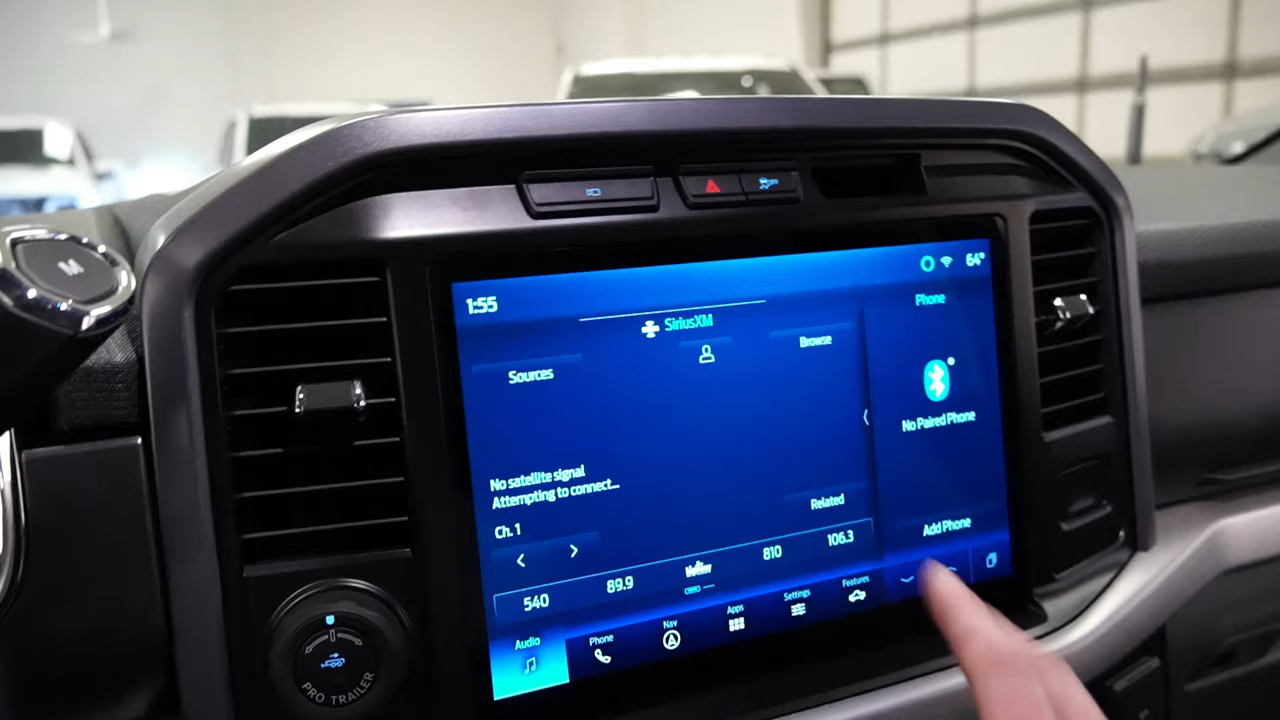 M
1:55
64°
SiriusXM
Phone
Sources
Browse
No Paired Phone
No satellite signal
Attempting to connect...
Related
Ch. 1
Add Phone
540
89.9
810
106.3
Audio
Phone
Nav
Apps
Settings
Features
PRO TRAILER